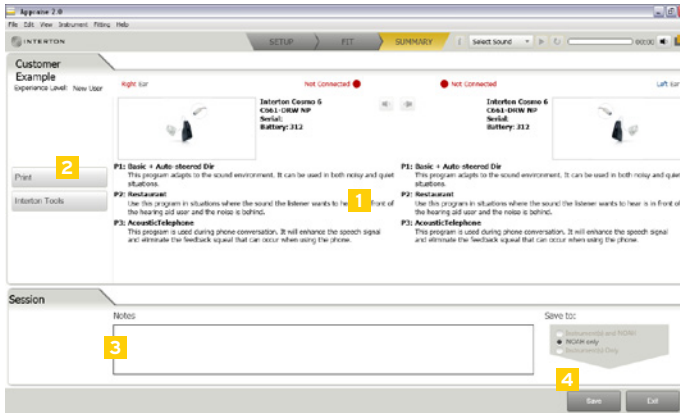 Appraise 2.0
File Edit View Instrument Fitting Help
INTERTON
SETUP FIT SUMMARY Select Sound 00:00
Customer
Example
Experience Level: New User
Right Ear Not Connected Not Connected Left Ear
Interton Cosmo 6
C661-DRW NP
Serial:
Battery: 312
Interton Cosmo 6
C661-DRW NP
Serial:
Battery: 312
2
Print
Interton Tools
P1: Basic + Auto steered Dir
This program adapts to the sound environment. It can be used in both noisy and quiet
situations.
P2: Restaurant
Use this program in situations where the sound the listener wants to hear is in front of
the hearing aid user and the noise is behind.
P3: AcousticTelephone
This program is used during phone conversation. It will enhance the speech signal
and eliminate the feedback squeal that can occur when using the phone.
1
P1: Basic + Auto steered Dir
This program adapts to the sound environment. It can be used in both noisy and quiet
situations.
P2: Restaurant
Use this program in situations where the sound the listener wants to hear is in front of
the hearing aid user and the noise is behind.
P3: AcousticTelephone
This program is used during phone conversation. It will enhance the speech signal
and eliminate the feedback squeal that can occur when using the phone.
Session
Notes
3
Save to:
Instrument(s) and NOAH
NOAH only
Instrument(s) Only
4
Save Exit